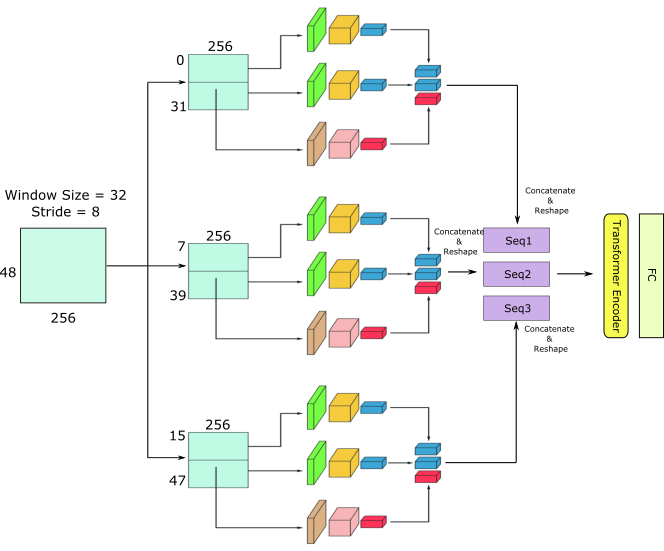 256
0
31
Window Size = 32
Stride = 8
48
256
256
7
39
256
15
47
Concatenate
&
Reshape
Concatenate
&
Reshape
Seq1
Seq2
Seq3
Concatenate
&
Reshape
Transformer Encoder
FC